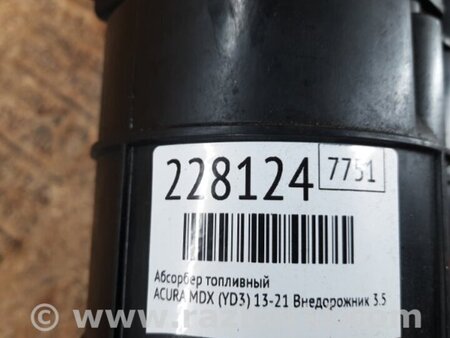 228124 7751
Абсорбер топливный
ACURA MDX (YD3) 13-21 Внедорожник 3.5